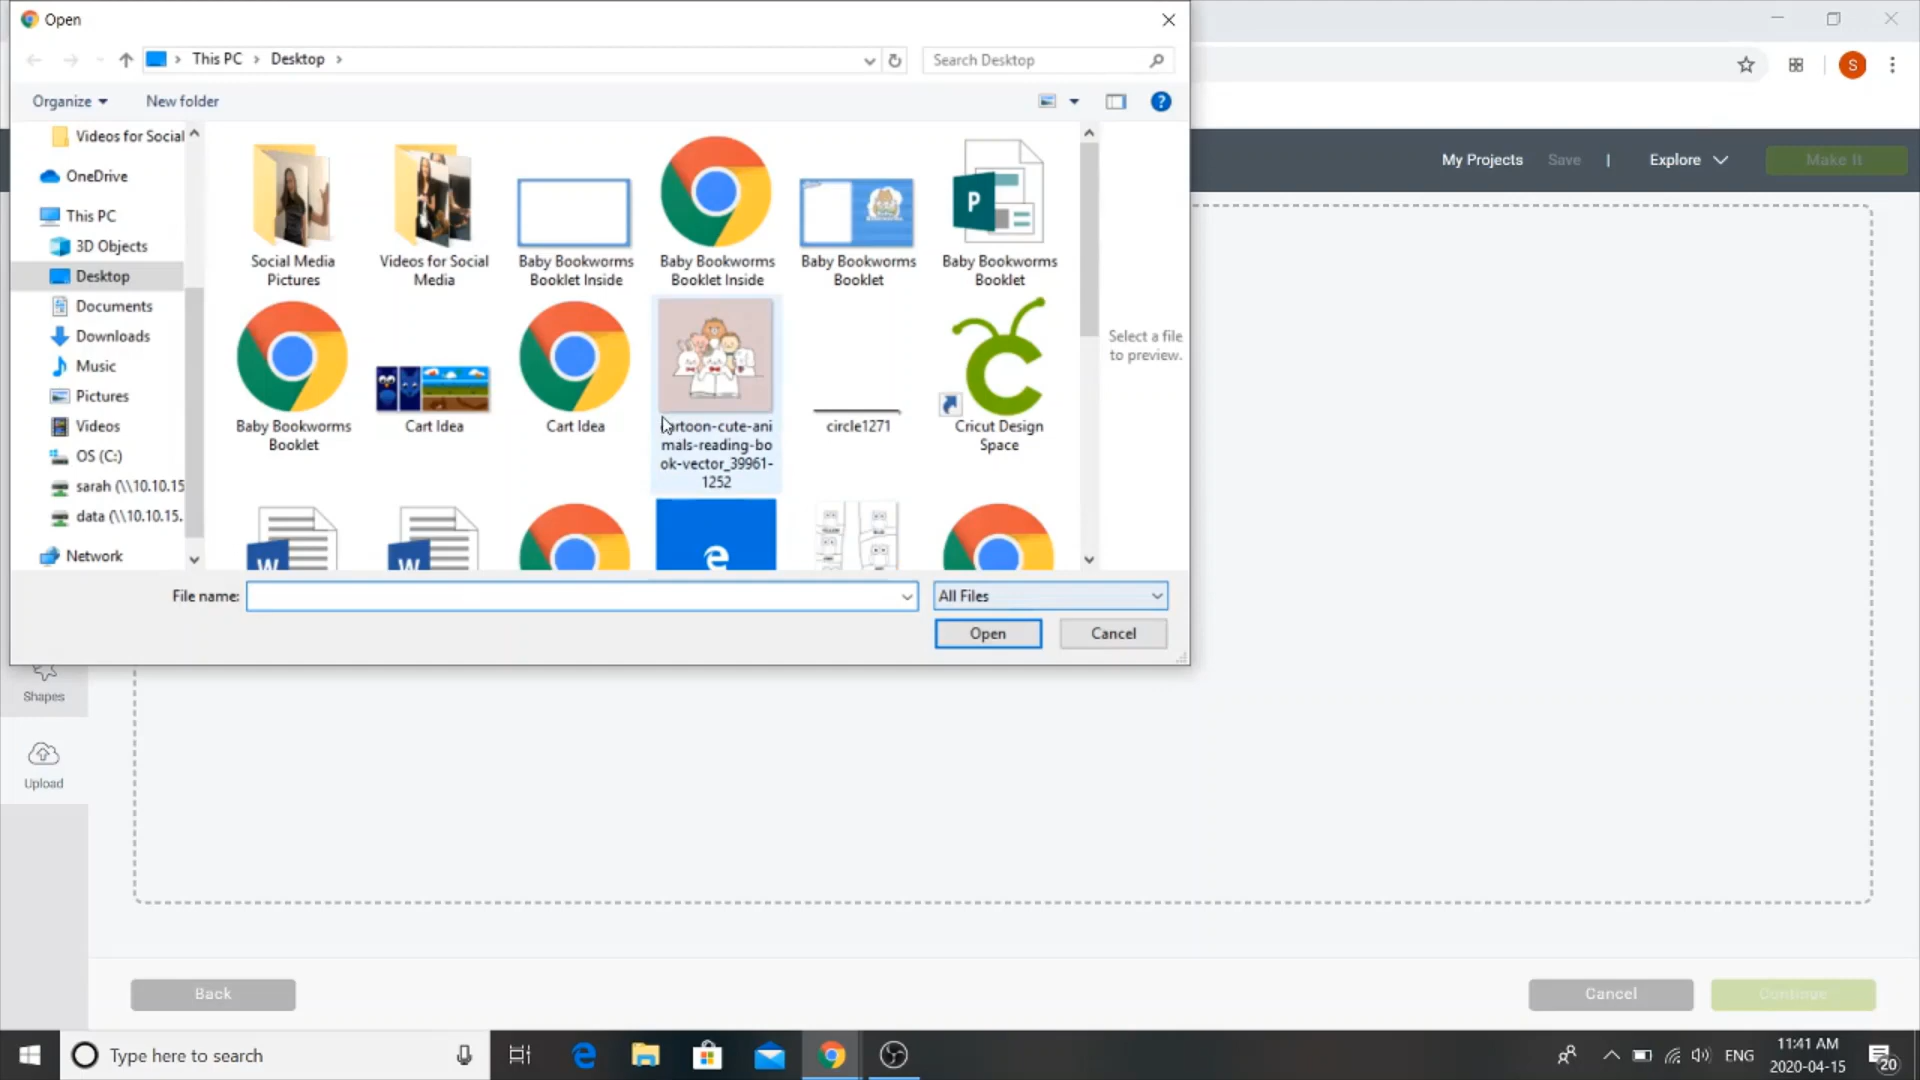 Open
This PC
Desktop
Search Desktop
Organize
New folder
?
S
My Projects
Save
|
Explore
Make It
Videos for Social
OneDrive
This PC
3D Objects
Desktop
Documents
Downloads
Music
Pictures
Videos
OS (C:)
sarah (\\10.10.15
data (\\10.10.15.
Network
Social Media
Pictures
Videos for Social
Media
Baby Bookworms
Booklet Inside
Baby Bookworms
Booklet Inside
Baby Bookworms
Booklet
P
Baby Bookworms
Booklet
Baby Bookworms
Booklet
Cart Idea
Cart Idea
cartoon-cute-ani
mals-reading-bo
ok-vector_39961-
1252
circle1271
Cricut Design
Space
Select a file
to preview.
W
W
File name:
All Files
Open
Cancel
Shapes
Upload
Back
Cancel
Continue
Type here to search
ENG
11:41 AM
2020-04-15
20